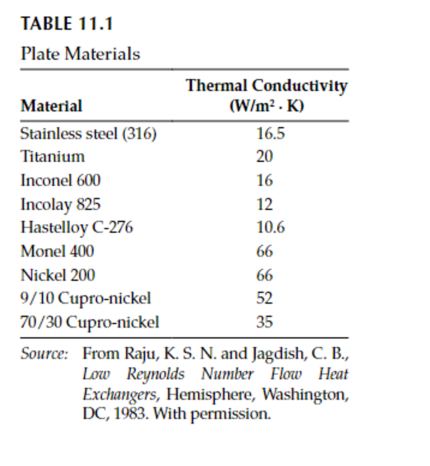 TABLE 11.1
Plate Materials
Thermal Conductivity
Material (W/m² · K)
Stainless steel (316) 16.5
Titanium 20
Inconel 600 16
Incolay 825 12
Hastelloy C-276 10.6
Monel 400 66
Nickel 200 66
9/10 Cupro-nickel 52
70/30 Cupro-nickel 35
Source: From Raju, K. S. N. and Jagdish, C. B.,
Low Reynolds Number Flow Heat
Exchangers, Hemisphere, Washington,
DC, 1983. With permission.